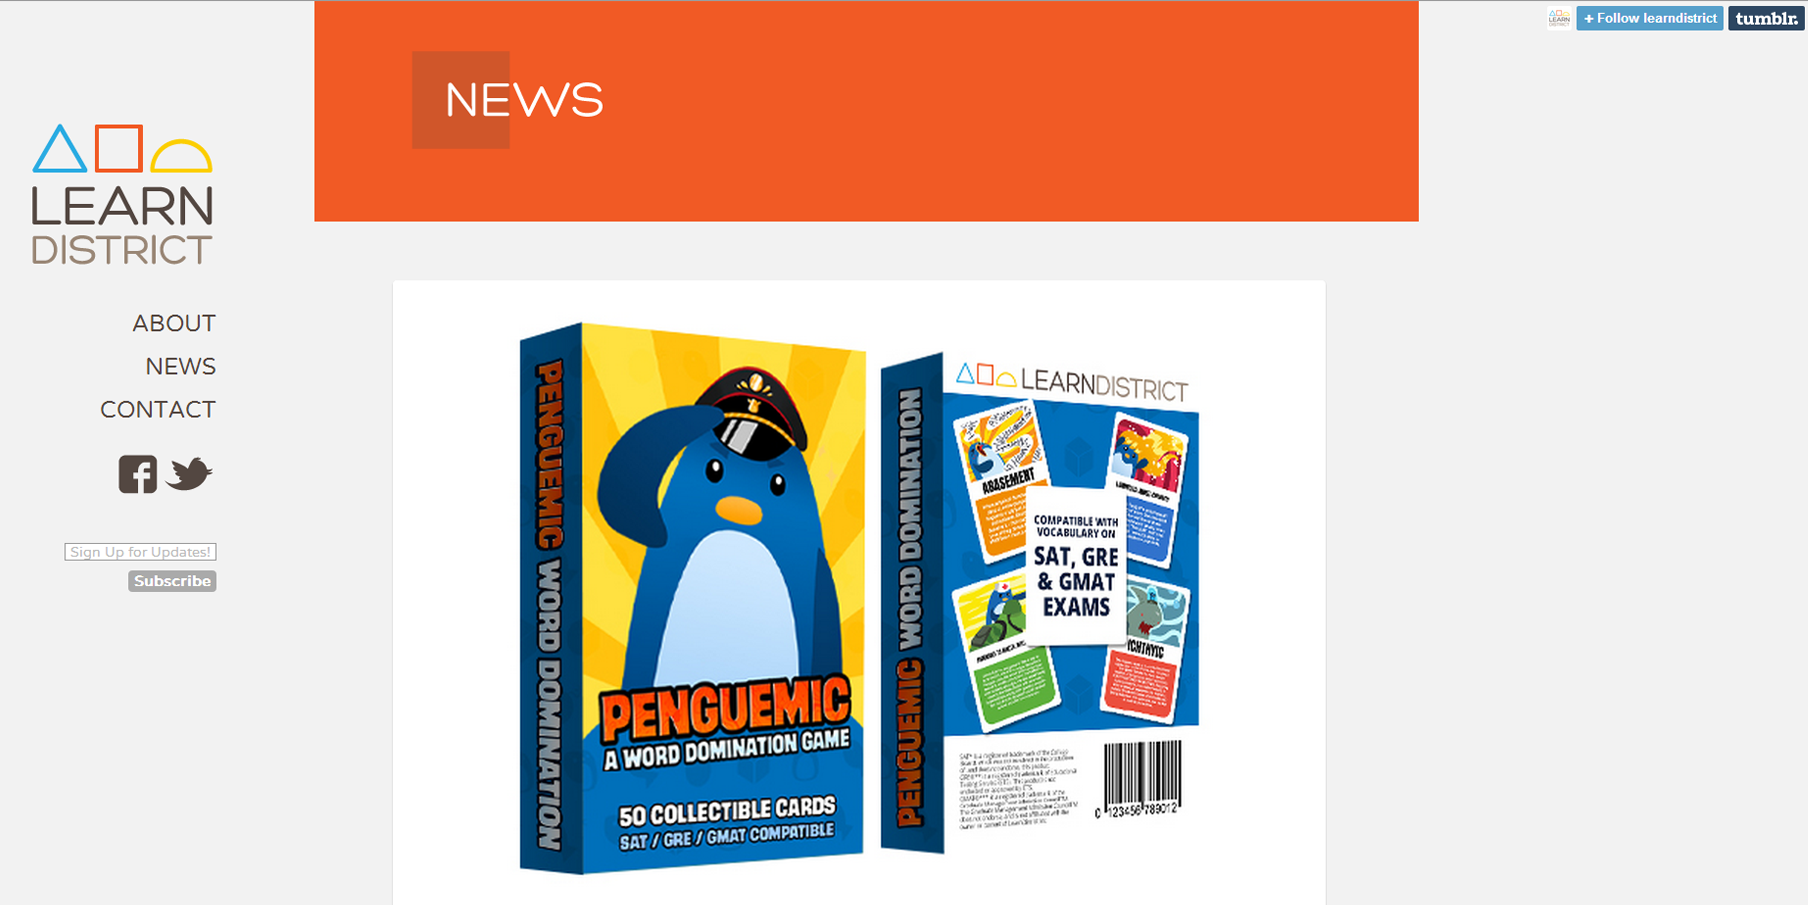 + Follow learndistrict
tumblr.
NEWS
LEARN
DISTRICT
ABOUT
NEWS
CONTACT
Sign Up for Updates!
Subscribe
PENGUEMIC WORD DOMINATION
PENGUEMIC
A WORD DOMINATION GAME
50 COLLECTIBLE CARDS
SAT / GRE / GMAT COMPATIBLE
PENGUEMIC WORD DOMINATION
LEARNDISTRICT
ABASEMENT
COMPATIBLE WITH
VOCABULARY ON
SAT, GRE
& GMAT
EXAMS
ICHTHYIC
0 123456 789012